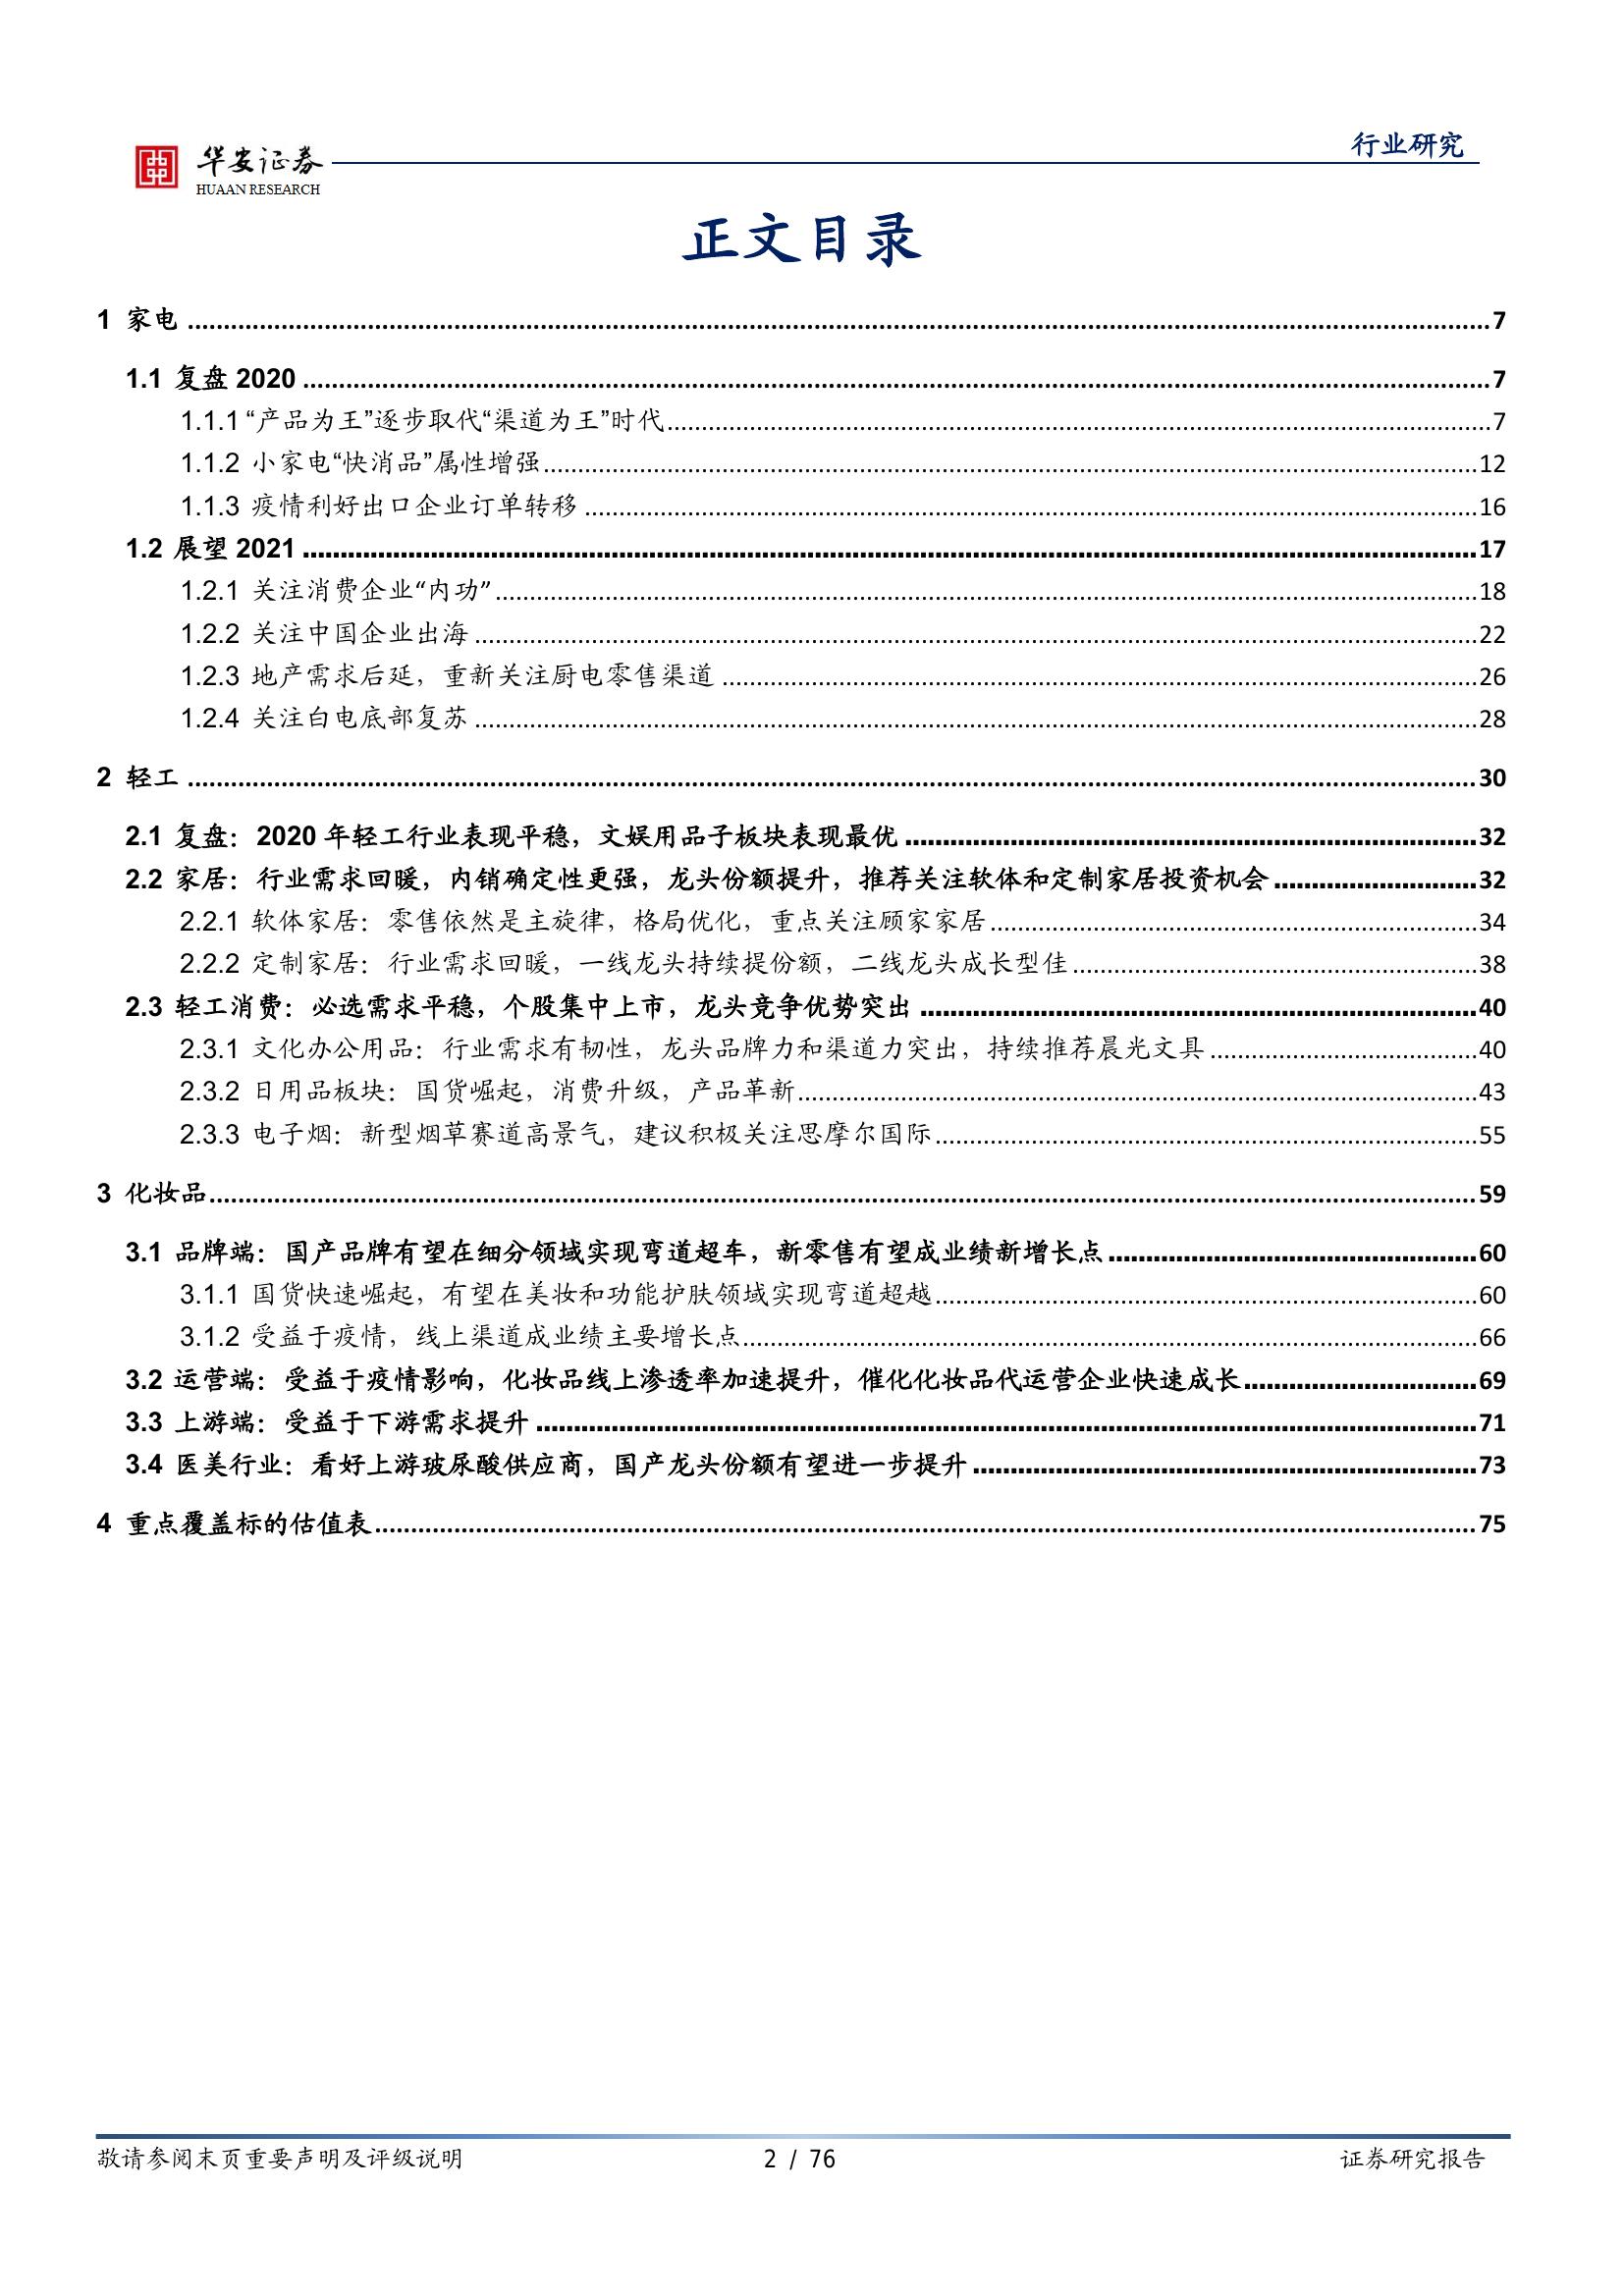 行业研究
华安证券
HUAAN RESEARCH
正文目录
1 家电 ........ 7
1.1 复盘 2020 ........ 7
1.1.1 “产品为王”逐步取代“渠道为王”时代 ........ 7
1.1.2 小家电“快消品”属性增强 ........ 12
1.1.3 疫情利好出口企业订单转移 ........ 16
1.2 展望 2021 ........ 17
1.2.1 关注消费企业“内功” ........ 18
1.2.2 关注中国企业出海 ........ 22
1.2.3 地产需求后延，重新关注厨电零售渠道 ........ 26
1.2.4 关注白电底部复苏 ........ 28
2 轻工 ........ 30
2.1 复盘：2020 年轻工行业表现平稳，文娱用品子板块表现最优 ........ 32
2.2 家居：行业需求回暖，内销确定性更强，龙头份额提升，推荐关注软体和定制家居投资机会 ........ 32
2.2.1 软体家居：零售依然是主旋律，格局优化，重点关注顾家家居 ........ 34
2.2.2 定制家居：行业需求回暖，一线龙头持续提份额，二线龙头成长型佳 ........ 38
2.3 轻工消费：必选需求平稳，个股集中上市，龙头竞争优势突出 ........ 40
2.3.1 文化办公用品：行业需求有韧性，龙头品牌力和渠道力突出，持续推荐晨光文具 ........ 40
2.3.2 日用品板块：国货崛起，消费升级，产品革新 ........ 43
2.3.3 电子烟：新型烟草赛道高景气，建议积极关注思摩尔国际 ........ 55
3 化妆品 ........ 59
3.1 品牌端：国产品牌有望在细分领域实现弯道超车，新零售有望成业绩新增长点 ........ 60
3.1.1 国货快速崛起，有望在美妆和功能护肤领域实现弯道超越 ........ 60
3.1.2 受益于疫情，线上渠道成业绩主要增长点 ........ 66
3.2 运营端：受益于疫情影响，化妆品线上渗透率加速提升，催化化妆品代运营企业快速成长 ........ 69
3.3 上游端：受益于下游需求提升 ........ 71
3.4 医美行业：看好上游玻尿酸供应商，国产龙头份额有望进一步提升 ........ 73
4 重点覆盖标的估值表 ........ 75
敬请参阅末页重要声明及评级说明 2 / 76 证券研究报告